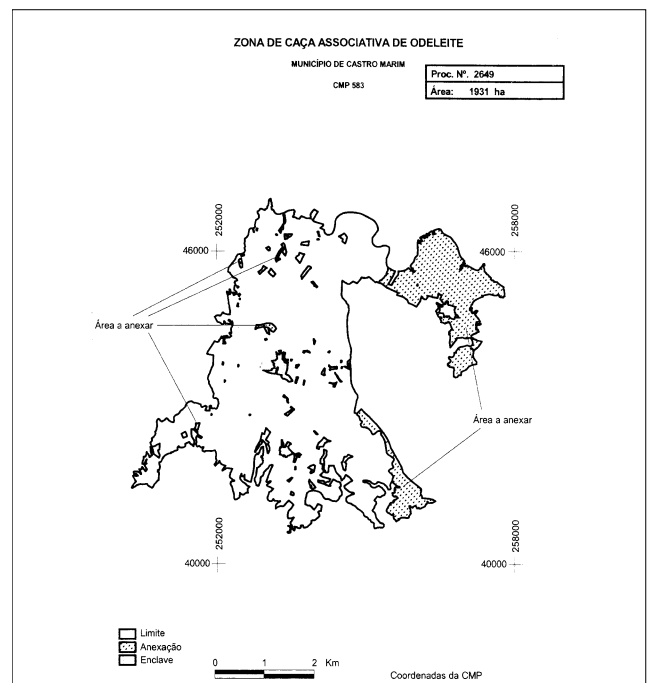 ZONA DE CAÇA ASSOCIATIVA DE ODELEITE
MUNICÍPIO DE CASTRO MARIM
CMP 583
Proc. Nº. 2649
Área: 1931 ha
252000
258000
46000
46000
Área a anexar
Área a anexar
252000
258000
40000
40000
Limite
Anexação
Enclave
0 1 2 Km
Coordenadas da CMP